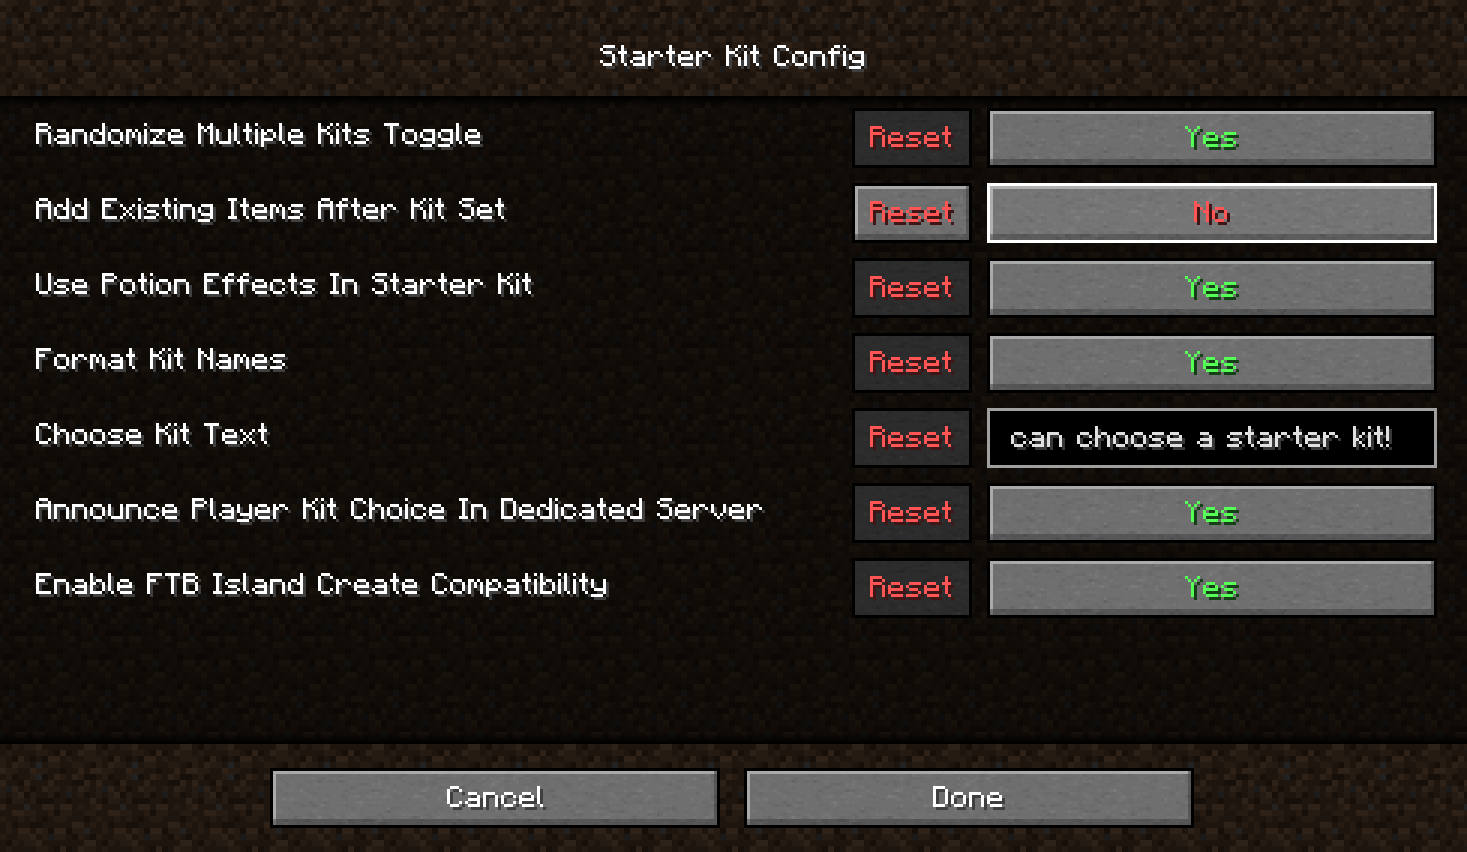 Starter Kit Config
Randomize Multiple Kits Toggle Reset Yes
Add Existing Items After Kit Set Reset No
Use Potion Effects In Starter Kit Reset Yes
Format Kit Names Reset Yes
Choose Kit Text Reset can choose a starter kit!
Announce Player Kit Choice In Dedicated Server Reset Yes
Enable FTB Island Create Compatibility Reset Yes
Cancel Done